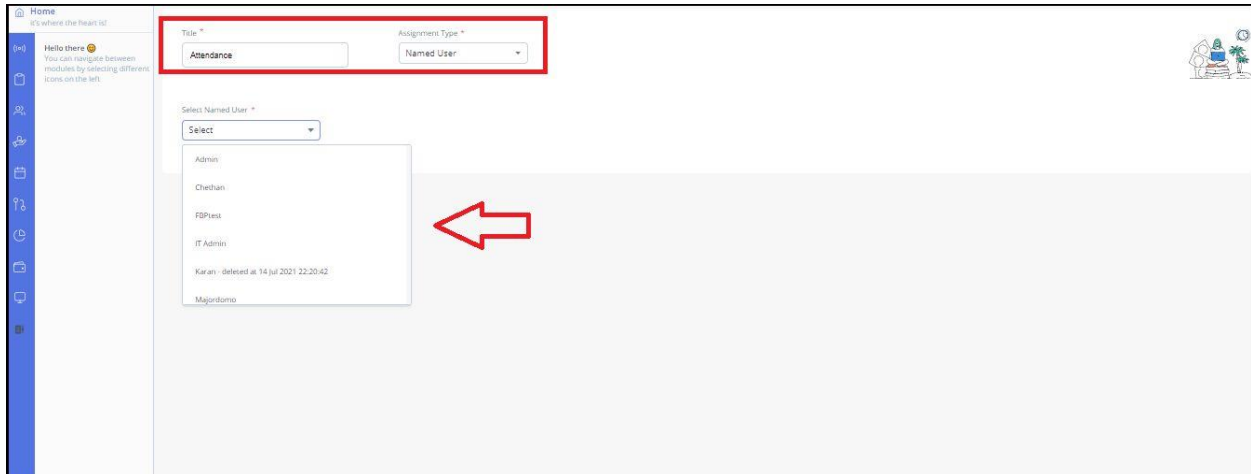 Home
it's where the heart is!
Hello there 😊
You can navigate between
modules by selecting different
icons on the left.
Title *
Assignment Type *
Attendance
Named User
Select Named User *
Select
Admin
Chethan
FBPtest
IT Admin
Karan - deleted at 14 Jul 2021 22:20:42
Majordomo